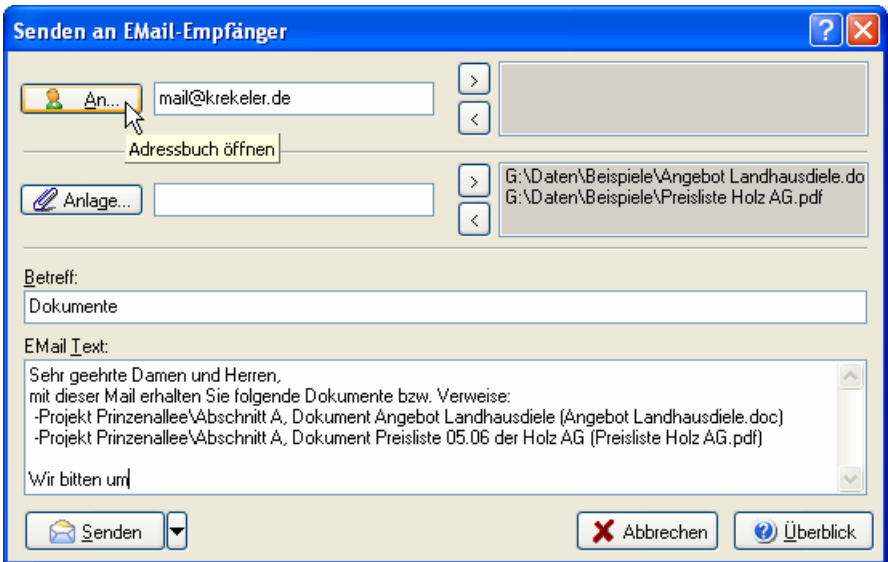 Senden an EMail-Empfänger
An...
mail@krekeler.de
>
<
Adressbuch öffnen
Anlage...
>
<
G:\Daten\Beispiele\Angebot Landhausdiele.do
G:\Daten\Beispiele\Preisliste Holz AG.pdf
Betreff:
Dokumente
EMail Text:
Sehr geehrte Damen und Herren,
mit dieser Mail erhalten Sie folgende Dokumente bzw. Verweise:
-Projekt Prinzenallee\Abschnitt A, Dokument Angebot Landhausdiele (Angebot Landhausdiele.doc)
-Projekt Prinzenallee\Abschnitt A, Dokument Preisliste 05.06 der Holz AG (Preisliste Holz AG.pdf)
Wir bitten um
Senden
Abbrechen
Überblick